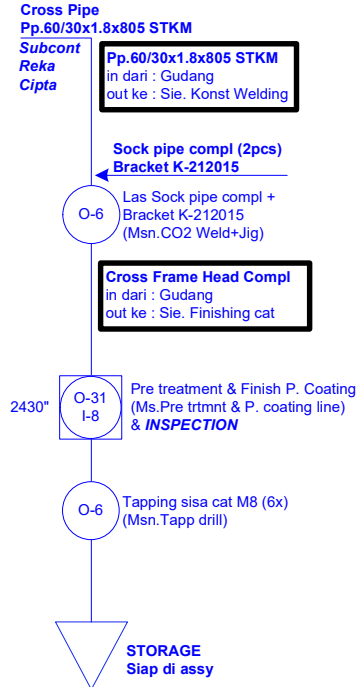 Cross Pipe
Pp.60/30x1.8x805 STKM
Subcont
Reka
Cipta
Pp.60/30x1.8x805 STKM
in dari : Gudang
out ke : Sie. Konst Welding
Sock pipe compl (2pcs)
Bracket K-212015
O-6
Las Sock pipe compl +
Bracket K-212015
(Msn.CO2 Weld+Jig)
Cross Frame Head Compl
in dari : Gudang
out ke : Sie. Finishing cat
2430"
O-31
I-8
Pre treatment & Finish P. Coating
(Ms.Pre trtmnt & P. coating line)
& INSPECTION
O-6
Tapping sisa cat M8 (6x)
(Msn.Tapp drill)
STORAGE
Siap di assy